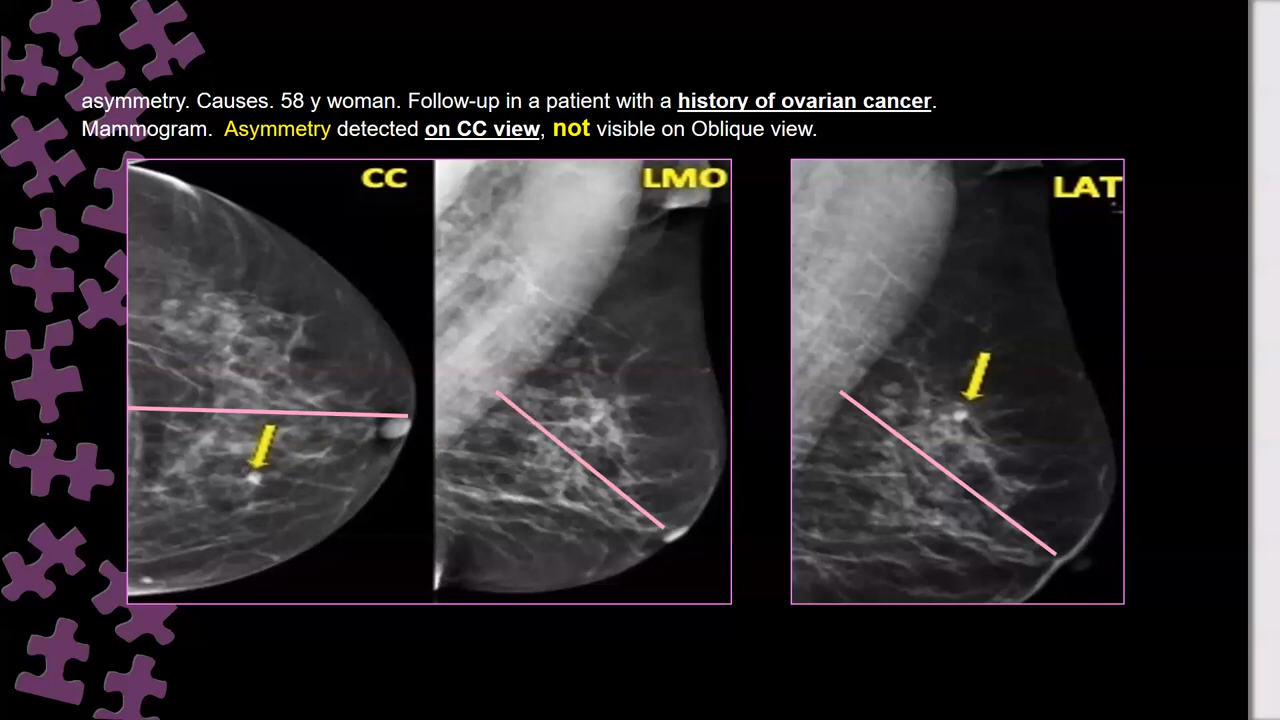 asymmetry. Causes. 58 y woman. Follow-up in a patient with a history of ovarian cancer.
Mammogram. Asymmetry detected on CC view, not visible on Oblique view.
CC
LMO
LAT